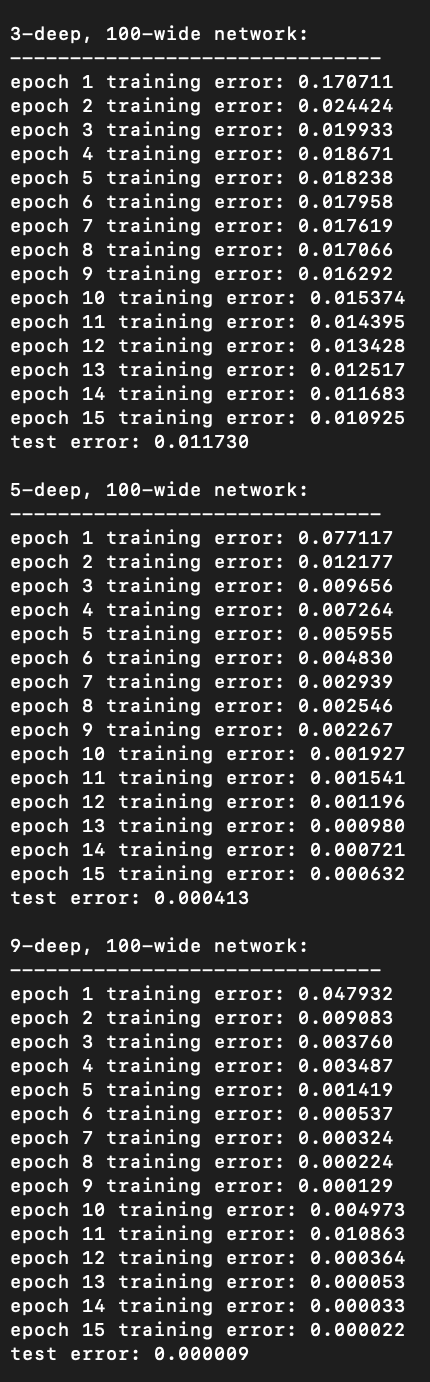 3-deep, 100-wide network:
-------------------------------
epoch 1 training error: 0.170711
epoch 2 training error: 0.024424
epoch 3 training error: 0.019933
epoch 4 training error: 0.018671
epoch 5 training error: 0.018238
epoch 6 training error: 0.017958
epoch 7 training error: 0.017619
epoch 8 training error: 0.017066
epoch 9 training error: 0.016292
epoch 10 training error: 0.015374
epoch 11 training error: 0.014395
epoch 12 training error: 0.013428
epoch 13 training error: 0.012517
epoch 14 training error: 0.011683
epoch 15 training error: 0.010925
test error: 0.011730

5-deep, 100-wide network:
-------------------------------
epoch 1 training error: 0.077117
epoch 2 training error: 0.012177
epoch 3 training error: 0.009656
epoch 4 training error: 0.007264
epoch 5 training error: 0.005955
epoch 6 training error: 0.004830
epoch 7 training error: 0.002939
epoch 8 training error: 0.002546
epoch 9 training error: 0.002267
epoch 10 training error: 0.001927
epoch 11 training error: 0.001541
epoch 12 training error: 0.001196
epoch 13 training error: 0.000980
epoch 14 training error: 0.000721
epoch 15 training error: 0.000632
test error: 0.000413

9-deep, 100-wide network:
-------------------------------
epoch 1 training error: 0.047932
epoch 2 training error: 0.009083
epoch 3 training error: 0.003760
epoch 4 training error: 0.003487
epoch 5 training error: 0.001419
epoch 6 training error: 0.000537
epoch 7 training error: 0.000324
epoch 8 training error: 0.000224
epoch 9 training error: 0.000129
epoch 10 training error: 0.004973
epoch 11 training error: 0.010863
epoch 12 training error: 0.000364
epoch 13 training error: 0.000053
epoch 14 training error: 0.000033
epoch 15 training error: 0.000022
test error: 0.000009